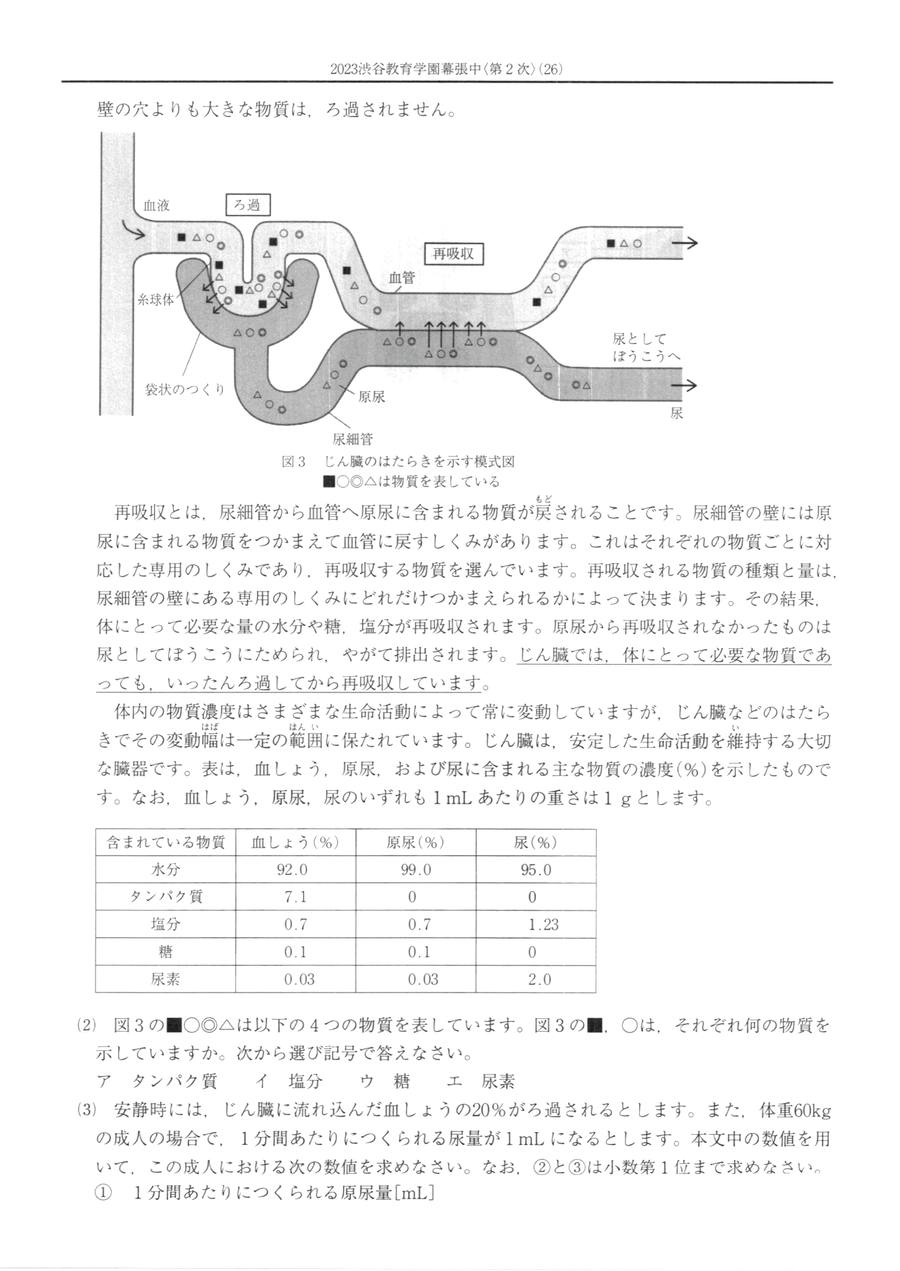 2023渋谷教育学園幕張中〈第2次〉(26)
壁の穴よりも大きな物質は，ろ過されません。
血液
ろ過
再吸収
血管
糸球体
尿として
ぼうこうへ
袋状のつくり
原尿
尿
尿細管
図3 じん臓のはたらきを示す模式図
■○◎△は物質を表している
もど
再吸収とは，尿細管から血管へ原尿に含まれる物質が戻されることです。尿細管の壁には原
尿に含まれる物質をつかまえて血管に戻すしくみがあります。これはそれぞれの物質ごとに対
応した専用のしくみであり，再吸収する物質を選んでいます。再吸収される物質の種類と量は，
尿細管の壁にある専用のしくみにどれだけつかまえられるかによって決まります。その結果，
体にとって必要な量の水分や糖，塩分が再吸収されます。原尿から再吸収されなかったものは
尿としてぼうこうにためられ，やがて排出されます。じん臓では，体にとって必要な物質であ
っても，いったんろ過してから再吸収しています。
体内の物質濃度はさまざまな生命活動によって常に変動していますが，じん臓などのはたら
はば はんい い
きでその変動幅は一定の範囲に保たれています。じん臓は，安定した生命活動を維持する大切
な臓器です。表は，血しょう，原尿，および尿に含まれる主な物質の濃度(％)を示したもので
す。なお，血しょう，原尿，尿のいずれも1mLあたりの重さは1gとします。
含まれている物質 血しょう(％) 原尿(％) 尿(％)
水分 92.0 99.0 95.0
タンパク質 7.1 0 0
塩分 0.7 0.7 1.23
糖 0.1 0.1 0
尿素 0.03 0.03 2.0
(2) 図3の■○◎△は以下の4つの物質を表しています。図3の■，○は，それぞれ何の物質を
示していますか。次から選び記号で答えなさい。
ア タンパク質 イ 塩分 ウ 糖 エ 尿素
(3) 安静時には，じん臓に流れ込んだ血しょうの20％がろ過されるとします。また，体重60kg
の成人の場合で，1分間あたりにつくられる尿量が1mLになるとします。本文中の数値を用
いて，この成人における次の数値を求めなさい。なお，②と③は小数第1位まで求めなさい。
① 1分間あたりにつくられる原尿量[mL]